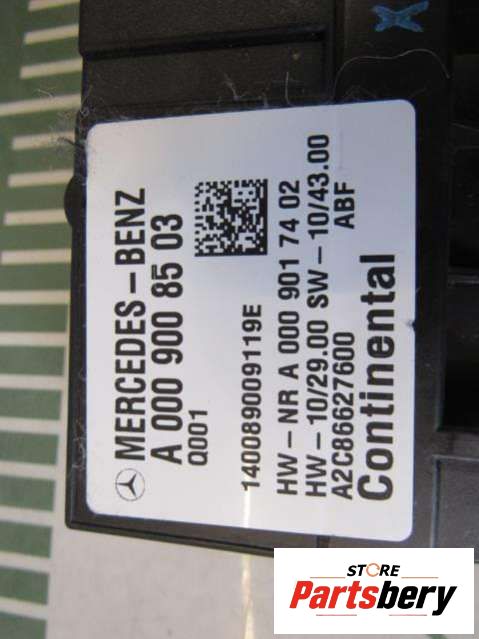 MERCEDES-BENZ
A 000 900 85 03
Q001
140089009119E
HW-NR A 000 901 74 02
HW-10/29.00 SW-10/43.00
A2C86627600
ABF
Continental
STORE
Partsbery